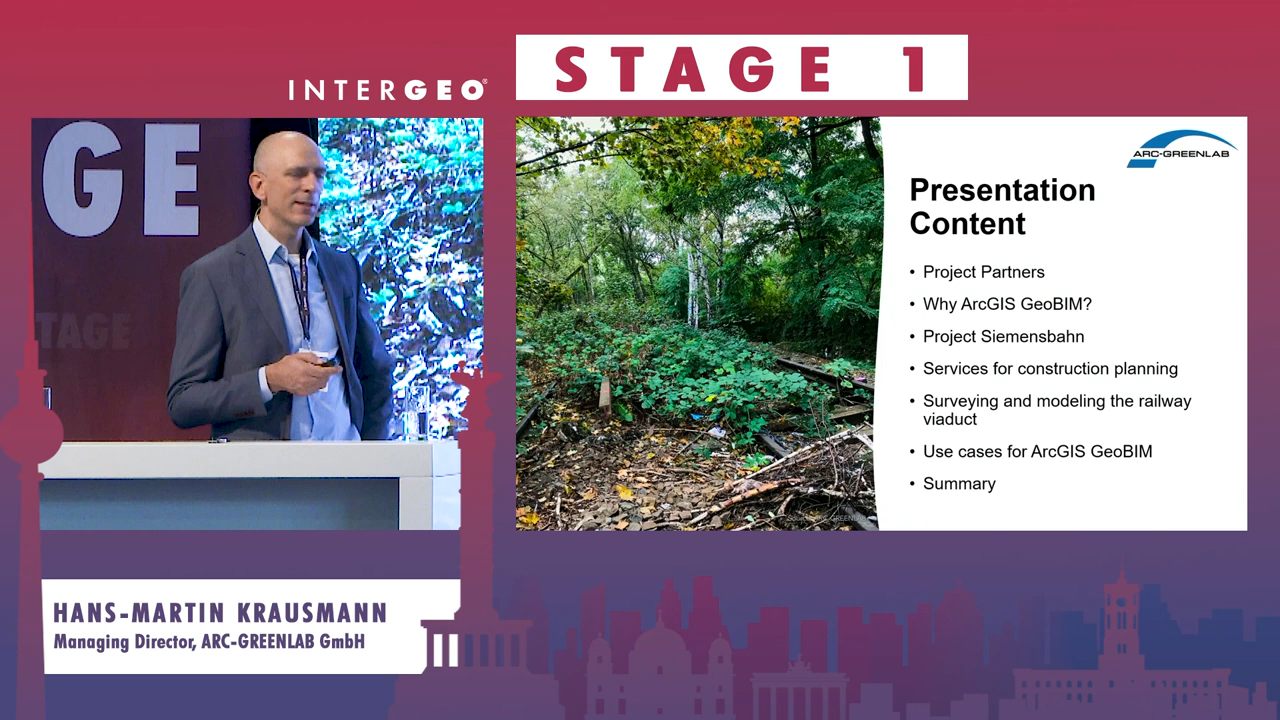 STAGE 1
INTERGEO®
GE
TAGE
ARC-GREENLAB
Presentation
Content
• Project Partners
• Why ArcGIS GeoBIM?
• Project Siemensbahn
• Services for construction planning
• Surveying and modeling the railway
viaduct
• Use cases for ArcGIS GeoBIM
• Summary
HANS-MARTIN KRAUSMANN
Managing Director, ARC-GREENLAB GmbH